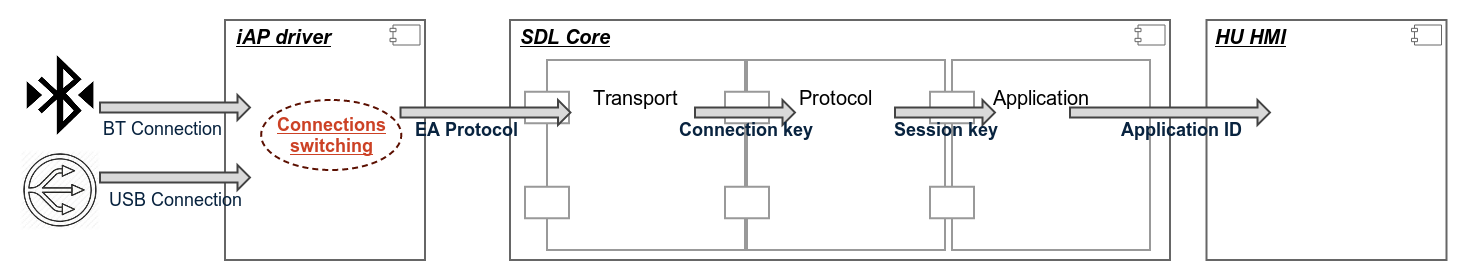 iAP driver
SDL Core
HU HMI
Transport
Protocol
Application
BT Connection
Connections
switching
EA Protocol
Connection key
Session key
Application ID
USB Connection